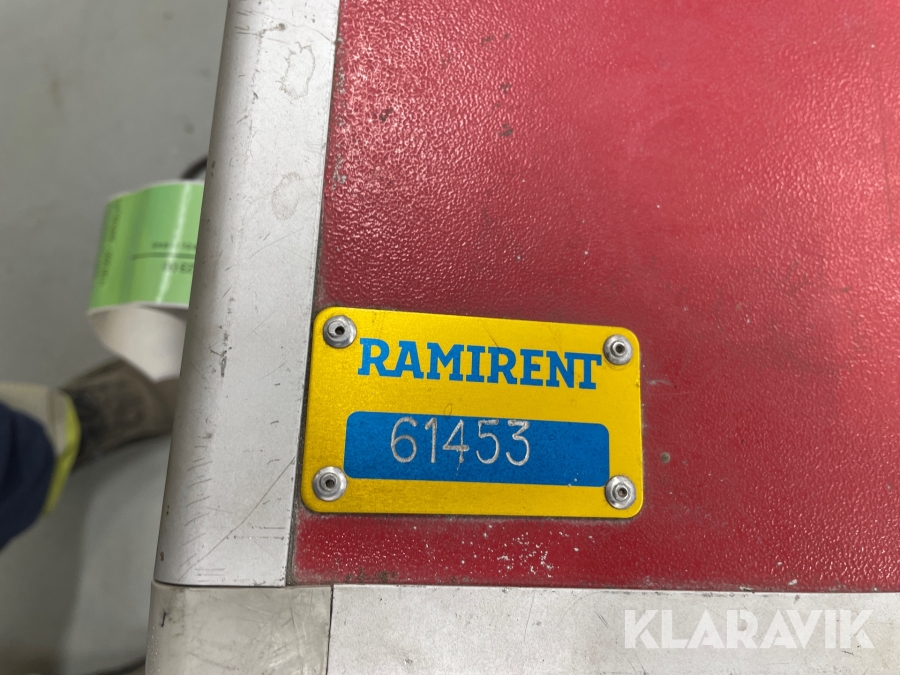 RAMIRENT
61453
KLARAVIK